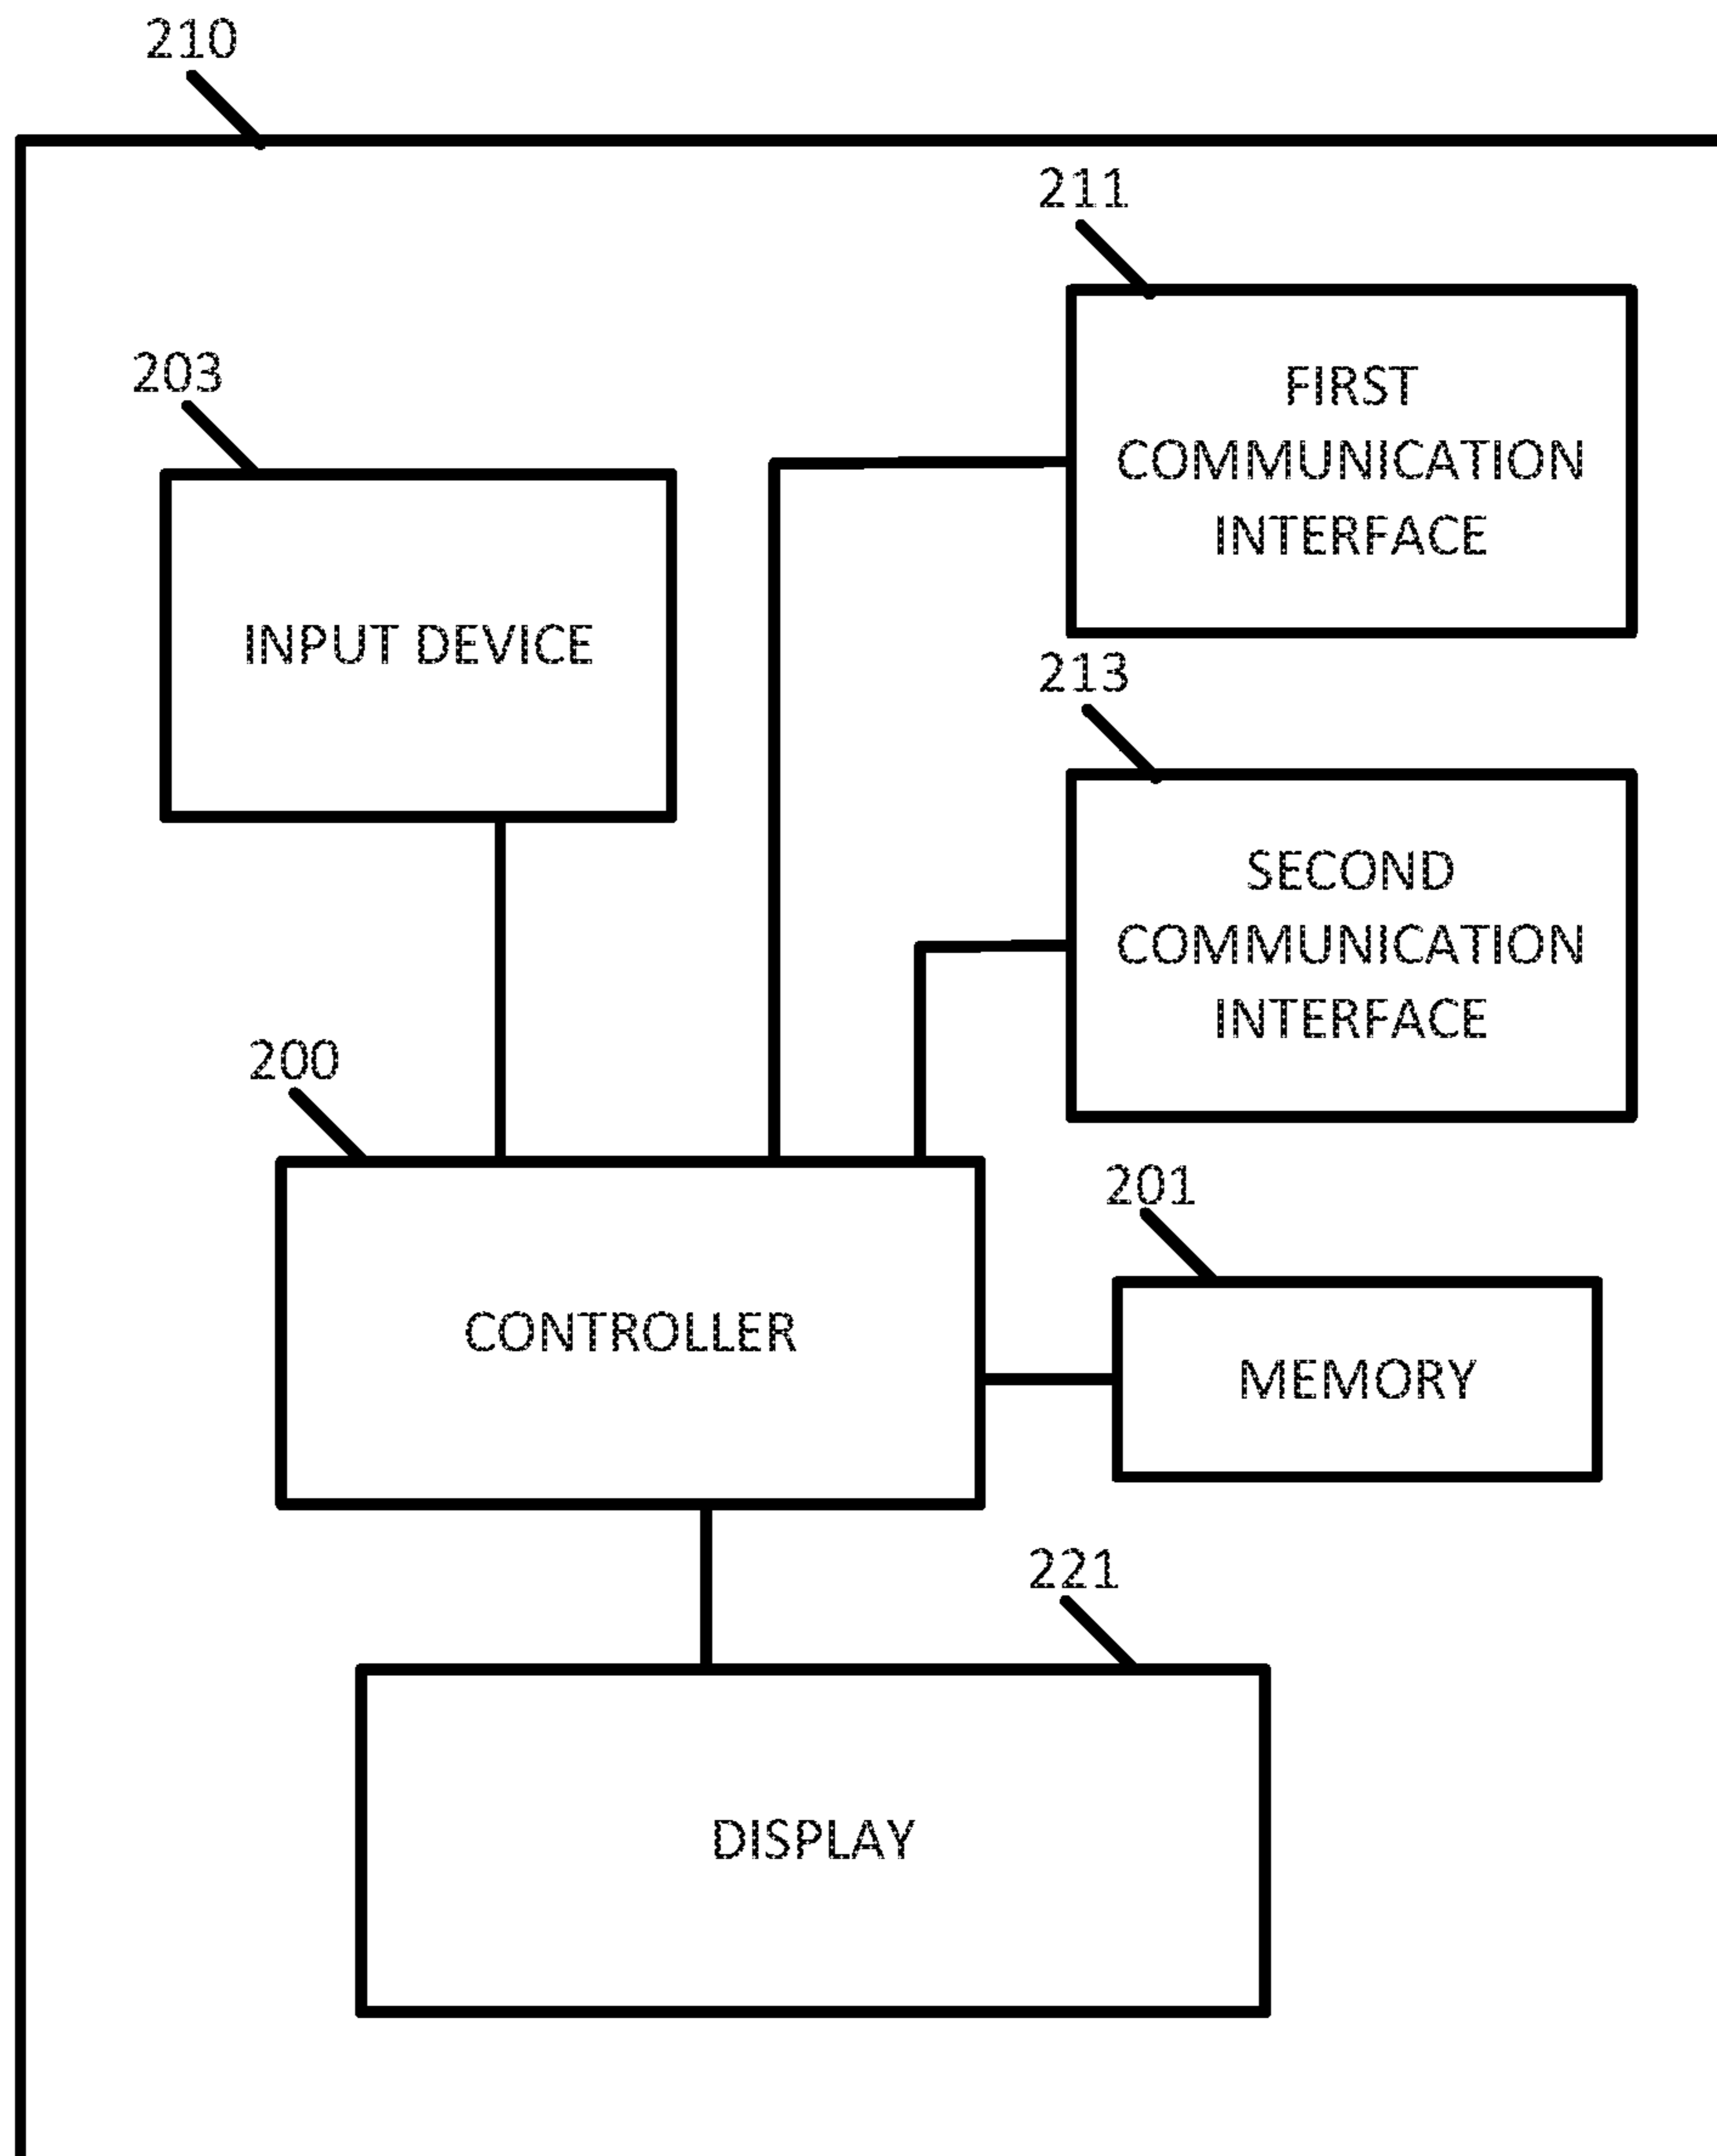 210
211
FIRST
COMMUNICATION
INTERFACE
203
INPUT DEVICE
213
SECOND
COMMUNICATION
INTERFACE
200
CONTROLLER
201
MEMORY
221
DISPLAY